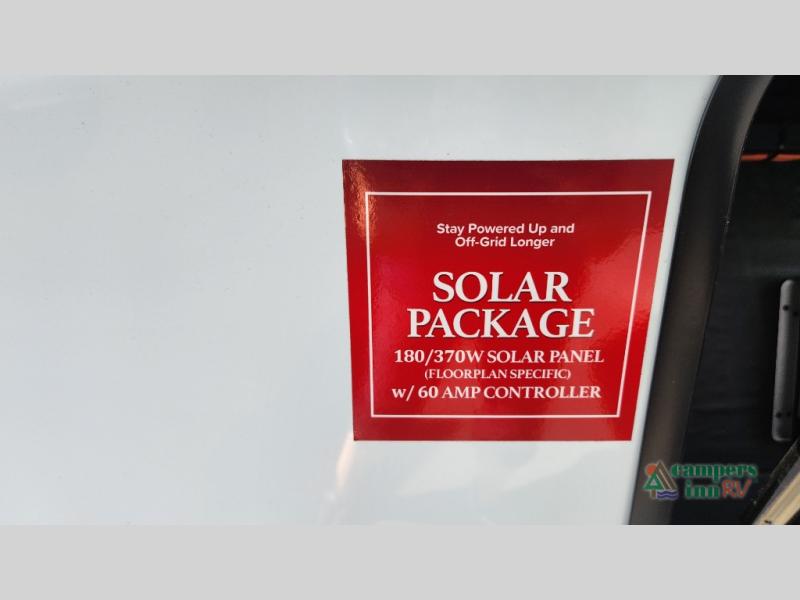 Stay Powered Up and
Off-Grid Longer
SOLAR
PACKAGE
180/370W SOLAR PANEL
(FLOORPLAN SPECIFIC)
w/ 60 AMP CONTROLLER
campers
inn RV